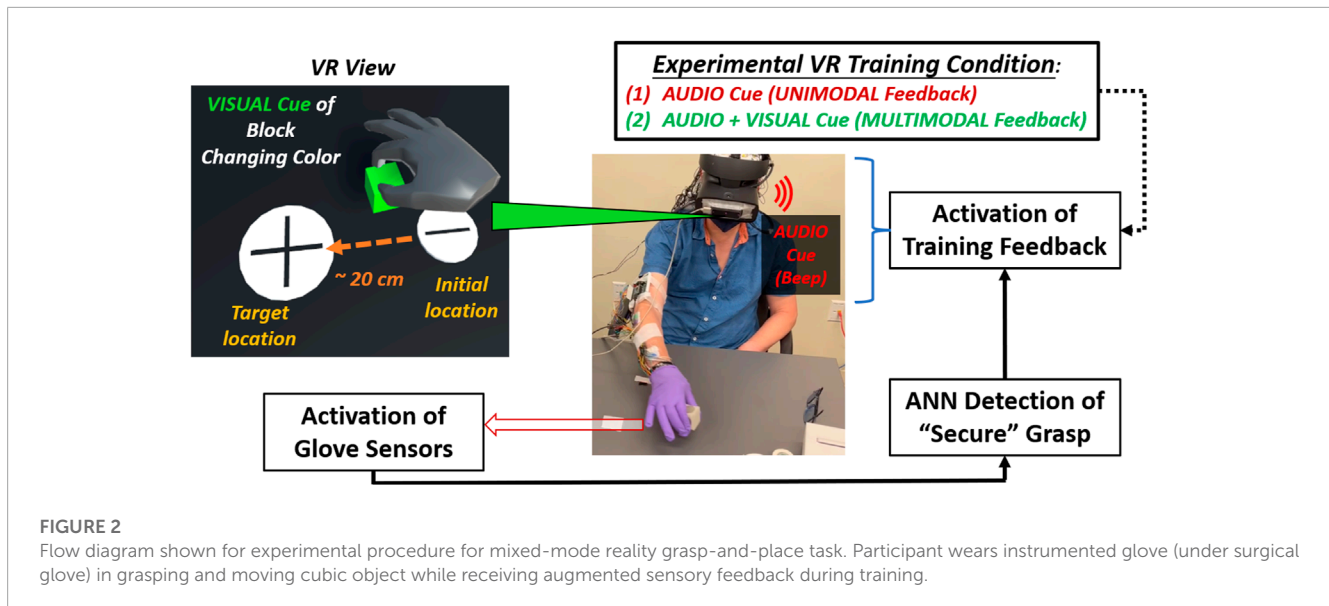 VR View
VISUAL Cue of
Block
Changing Color
~ 20 cm
Initial
location
Target
location
Experimental VR Training Condition:
(1) AUDIO Cue (UNIMODAL Feedback)
(2) AUDIO + VISUAL Cue (MULTIMODAL Feedback)
AUDIO
Cue
(Beep)
Activation of
Training Feedback
Activation of
Glove Sensors
ANN Detection of
“Secure” Grasp
FIGURE 2
Flow diagram shown for experimental procedure for mixed-mode reality grasp-and-place task. Participant wears instrumented glove (under surgical
glove) in grasping and moving cubic object while receiving augmented sensory feedback during training.